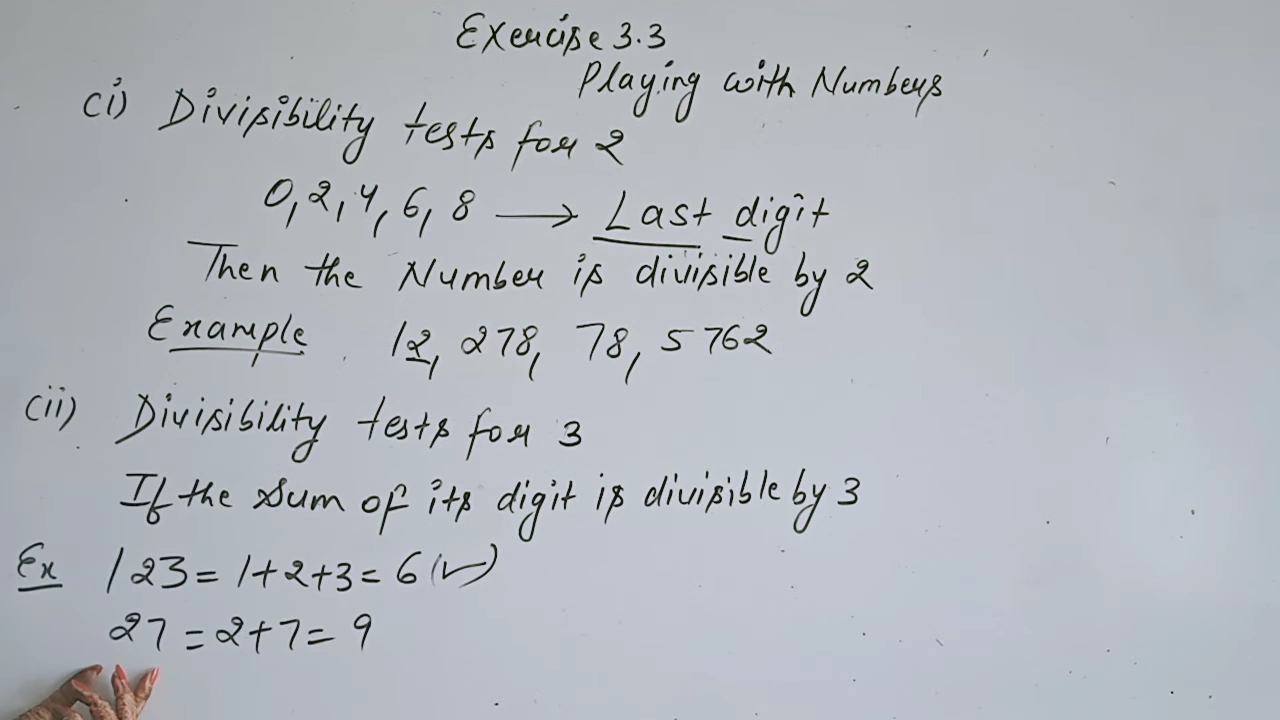 Exercise 3.3
Playing with Numbers
(i) Divisibility tests for 2
0, 2, 4, 6, 8 → Last digit
Then the Number is divisible by 2
Example 12, 278, 78, 5762
(ii) Divisibility tests for 3
If the sum of its digit is divisible by 3
Ex 123 = 1+2+3 = 6 (✓)
27 = 2+7 = 9